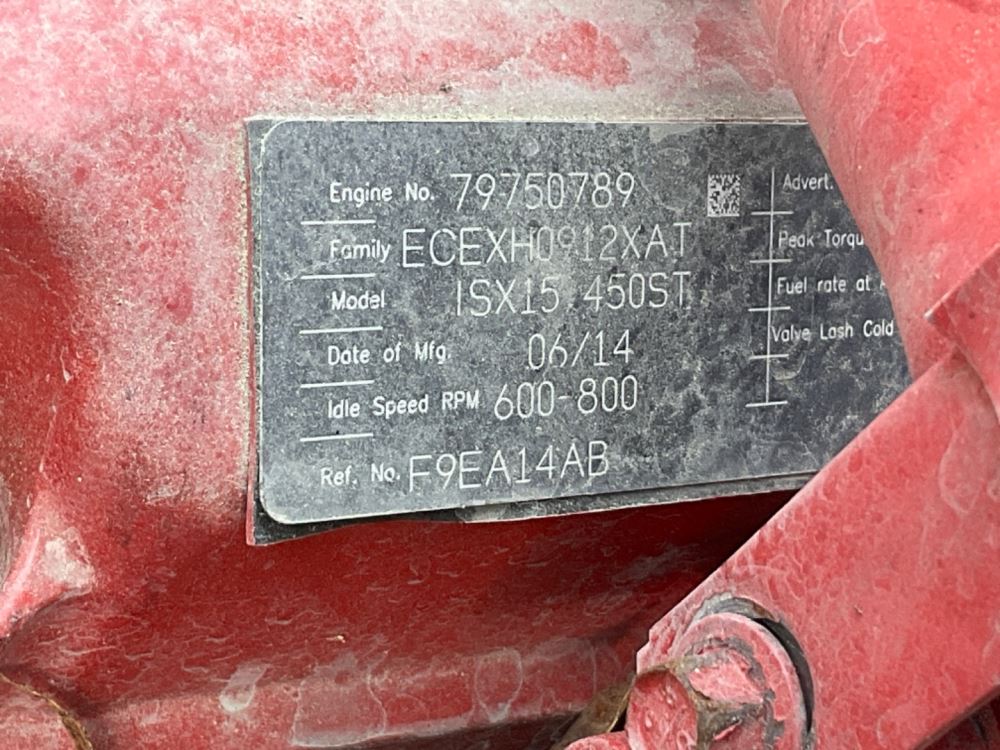 Engine No. 79750789
Family ECEXH0912XAT
Model ISX15 450ST
Date of Mfg. 06/14
Idle Speed RPM 600-800
Ref. No. F9EA14AB
Advert.
Peak Torqu
Fuel rate at
Valve Lash Cold